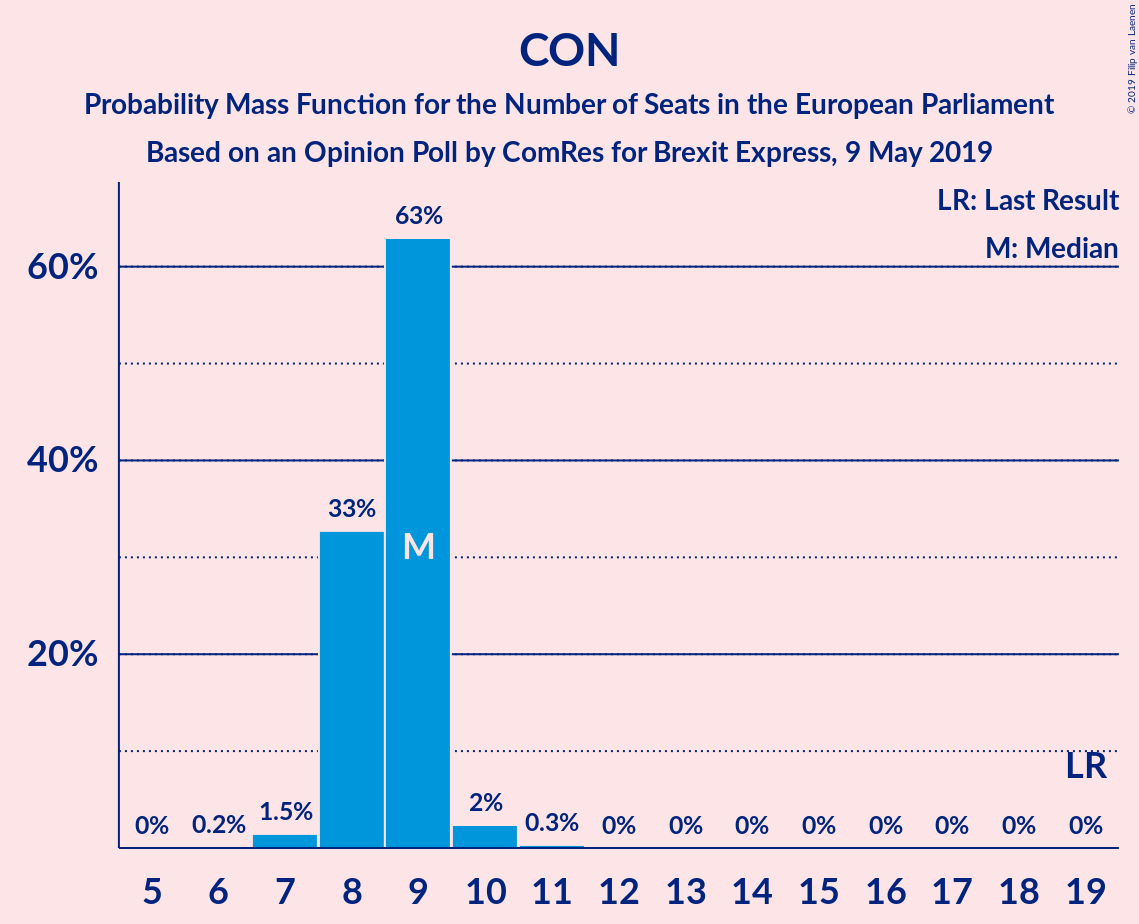 CON
Probability Mass Function for the Number of Seats in the European Parliament
Based on an Opinion Poll by ComRes for Brexit Express, 9 May 2019
© 2019 Filip van Laenen
LR: Last Result
M: Median
60%
40%
20%
0% 0.2% 1.5% 33% 63% 2% 0.3% 0% 0% 0% 0% 0% 0% 0% 0%
M
LR
5 6 7 8 9 10 11 12 13 14 15 16 17 18 19